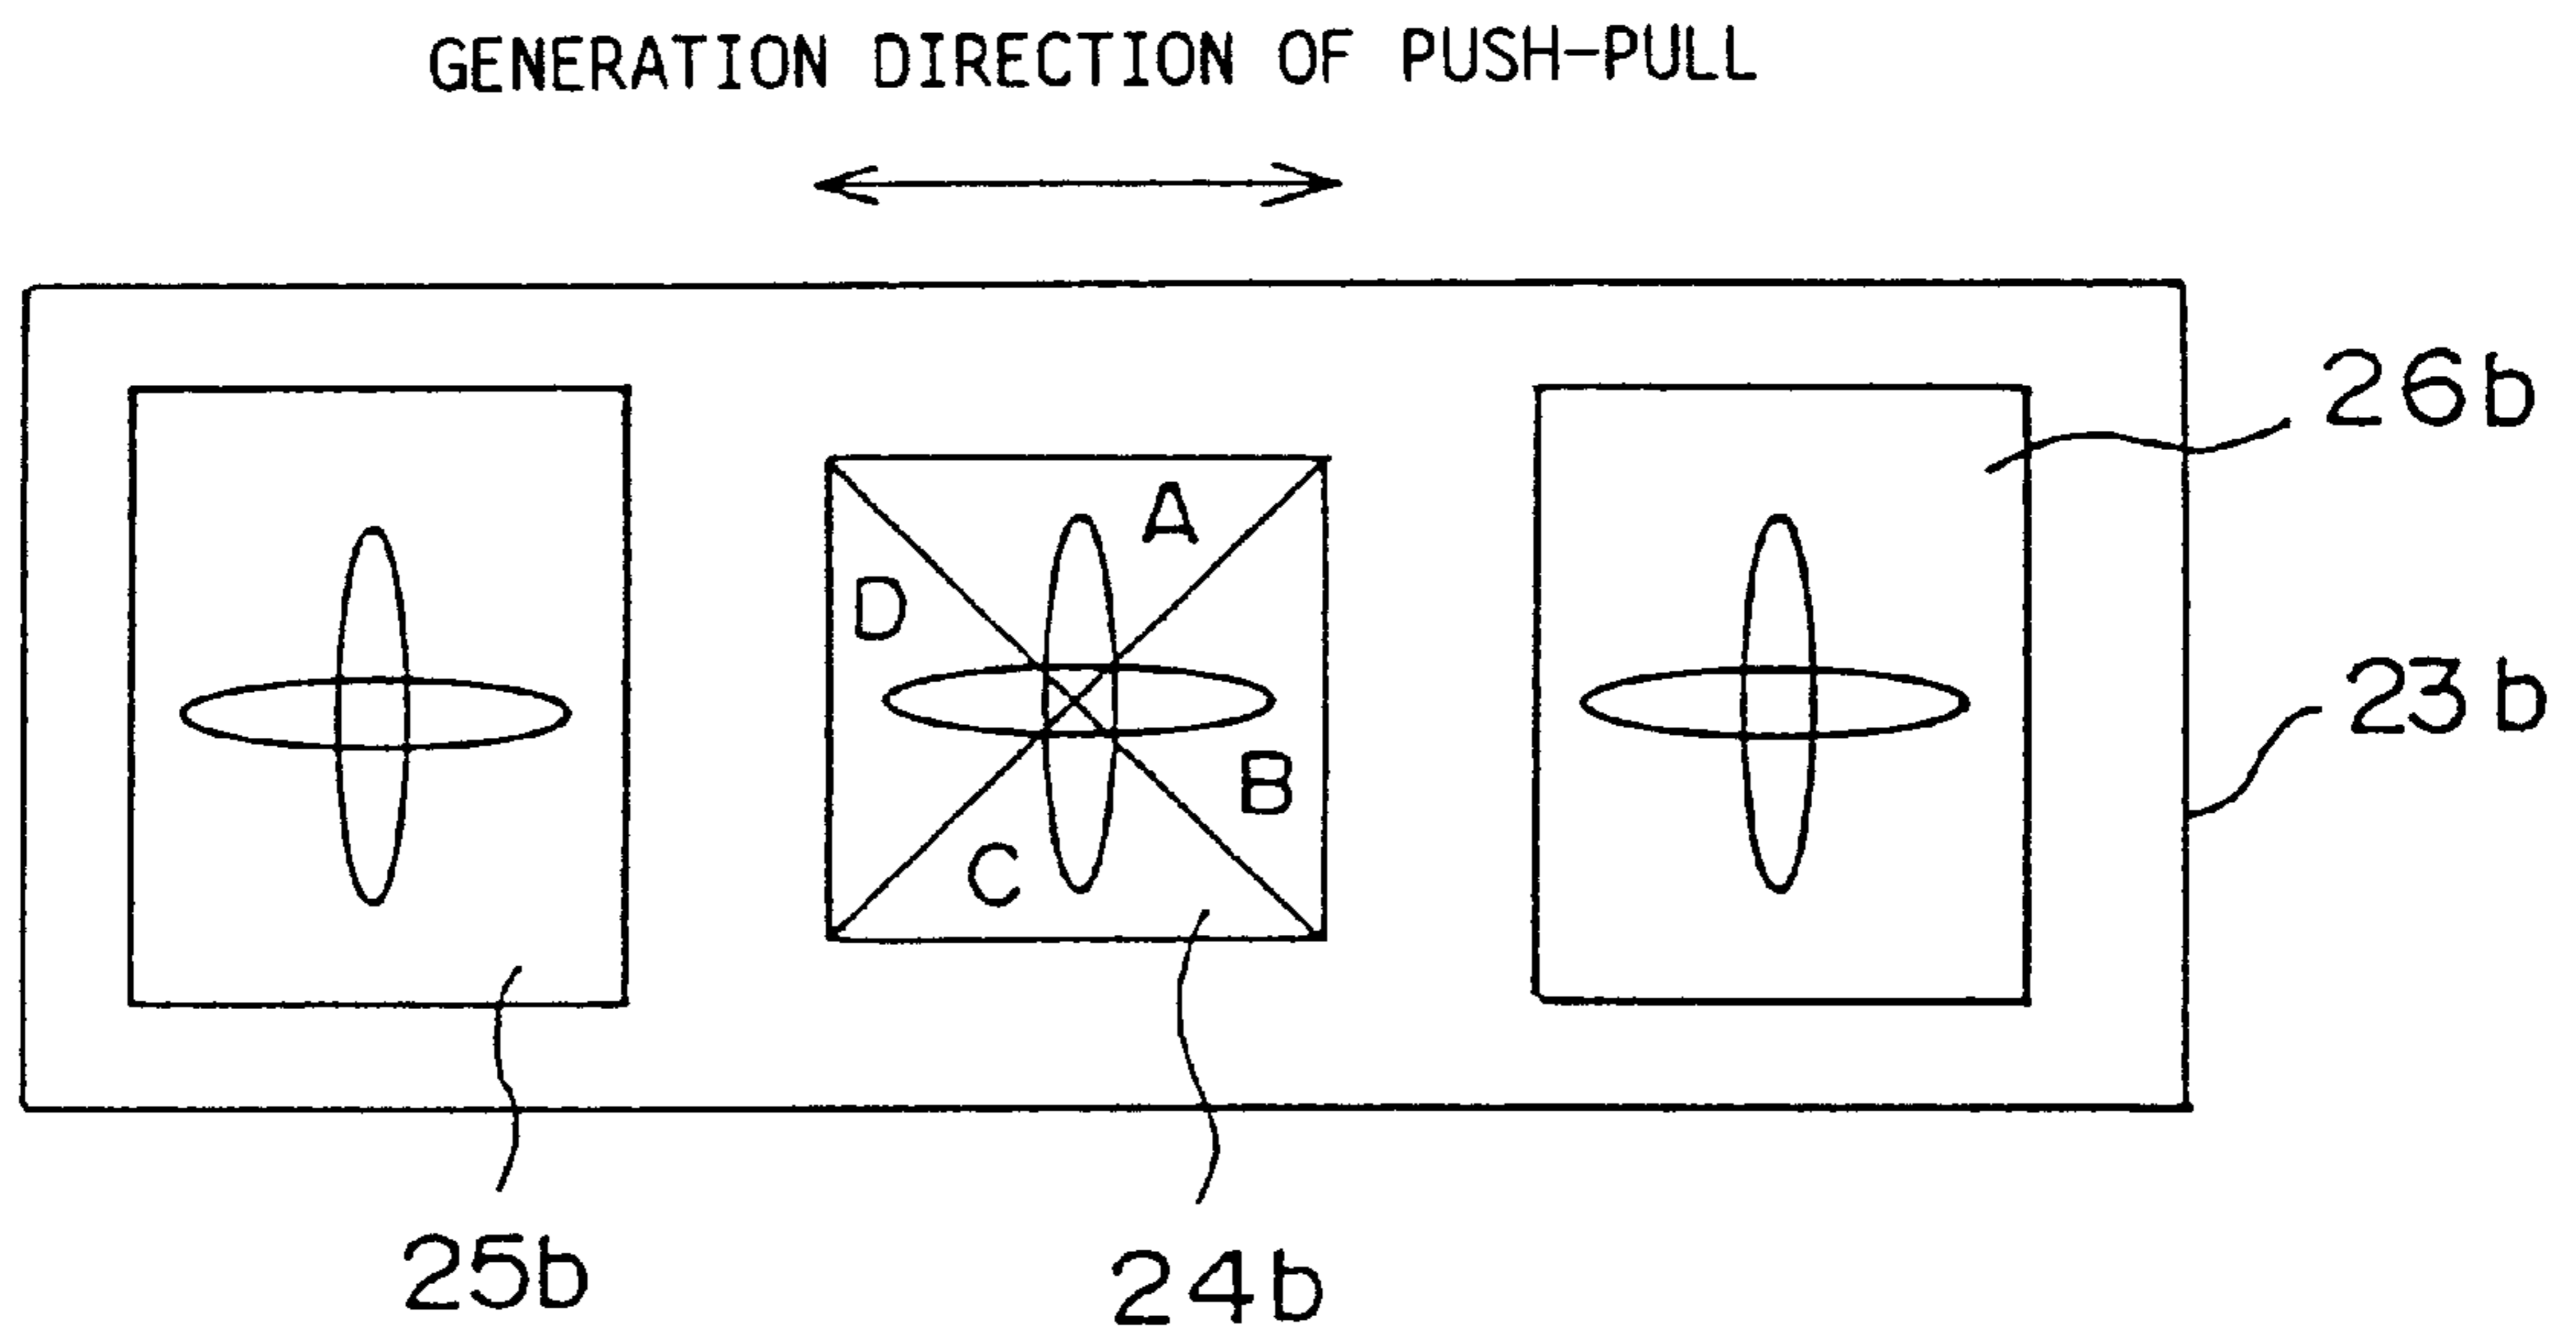 GENERATION DIRECTION OF PUSH-PULL
26b
A
D
23b
B
C
25b
24b